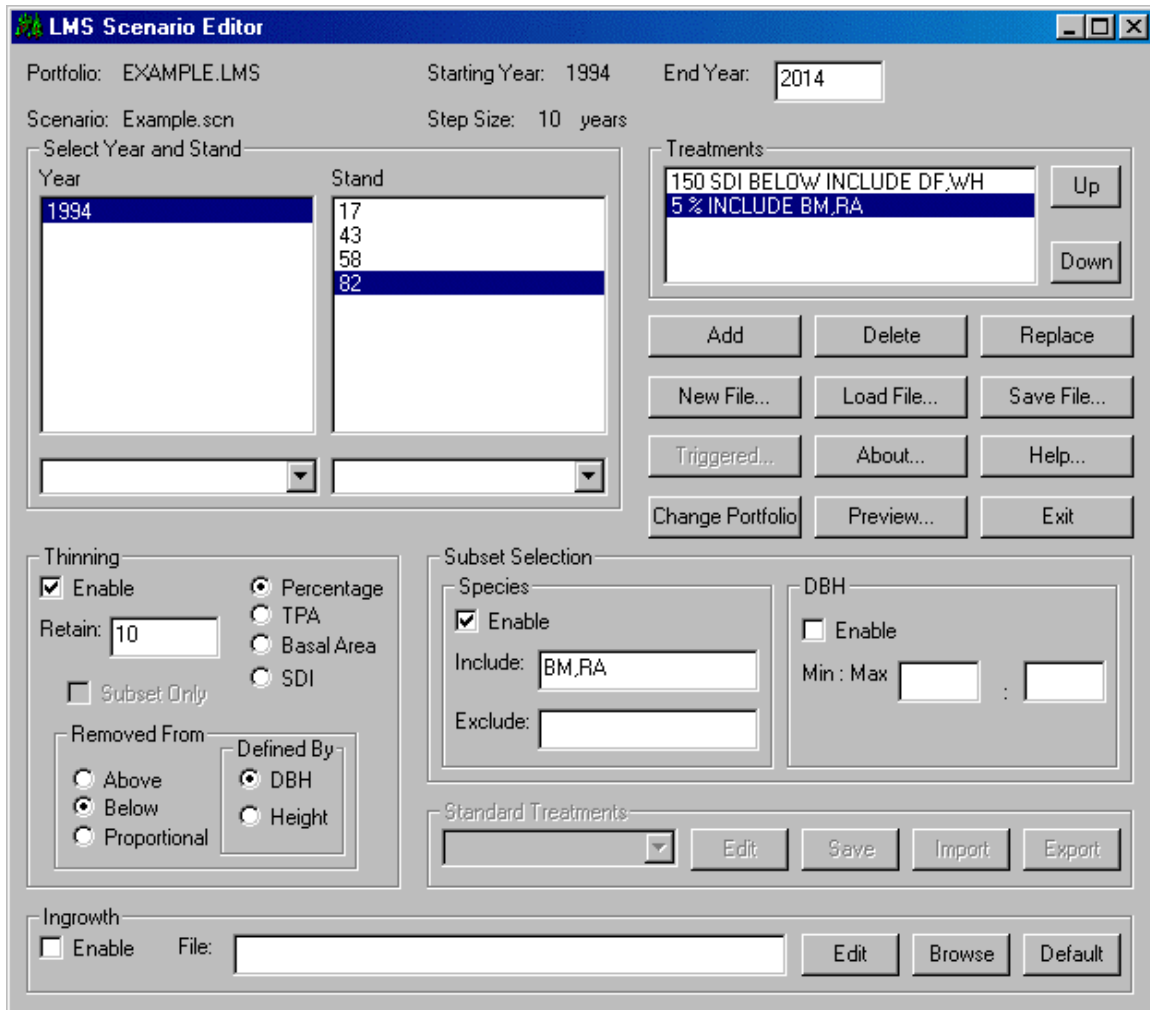 LMS Scenario Editor
Portfolio: EXAMPLE.LMS Starting Year: 1994 End Year: 2014
Scenario: Example.scn Step Size: 10 years
Select Year and Stand
Year Stand
1994
17
43
58
82
Treatments
150 SDI BELOW INCLUDE DF,WH
5 % INCLUDE BM,RA
Up
Down
Add Delete Replace
New File... Load File... Save File...
Triggered... About... Help...
Change Portfolio Preview... Exit
Thinning
Enable
Retain: 10
Subset Only
Percentage
TPA
Basal Area
SDI
Removed From
Above
Below
Proportional
Defined By
DBH
Height
Subset Selection
Species
Enable
Include: BM,RA
Exclude:
DBH
Enable
Min : Max :
Standard Treatments
Edit Save Import Export
Ingrowth
Enable File: Edit Browse Default